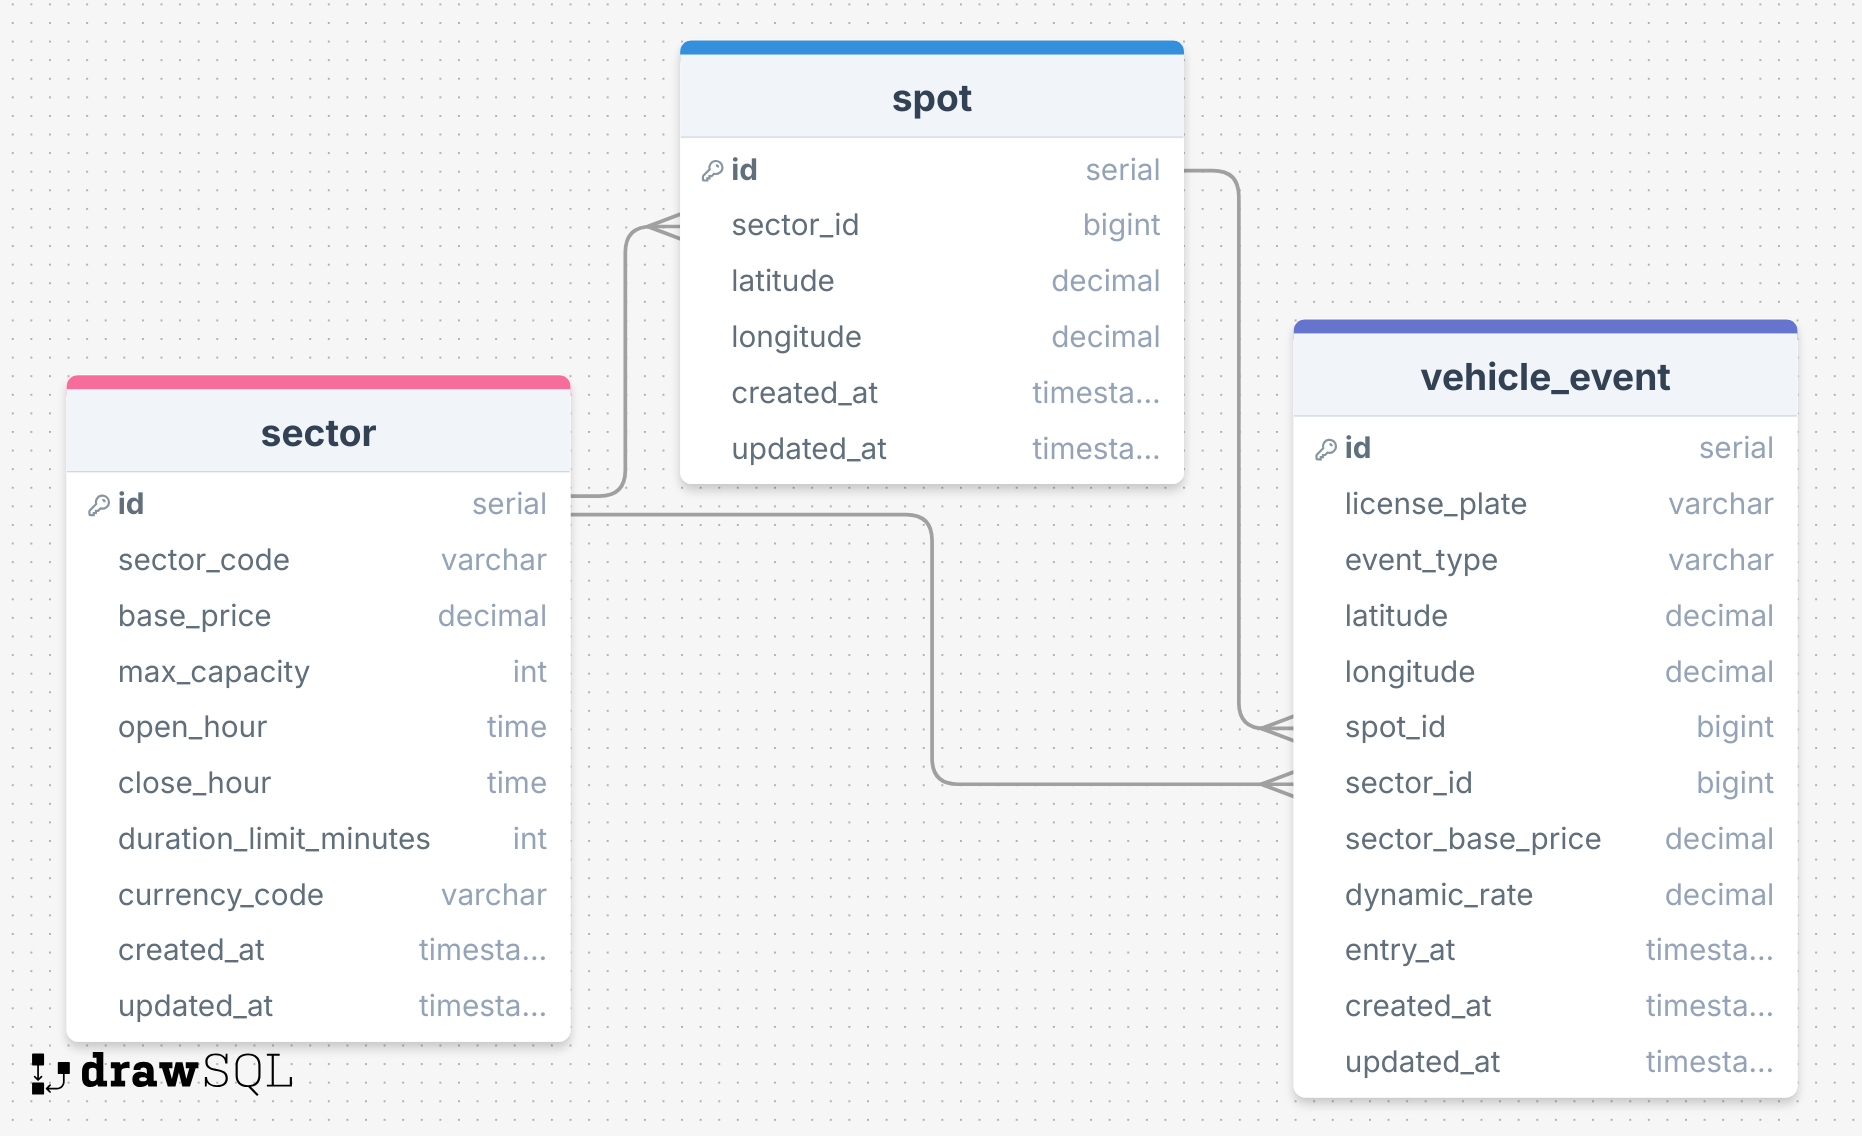 spot
id serial
sector_id bigint
latitude decimal
longitude decimal
created_at timesta...
updated_at timesta...
sector
id serial
sector_code varchar
base_price decimal
max_capacity int
open_hour time
close_hour time
duration_limit_minutes int
currency_code varchar
created_at timesta...
updated_at timesta...
vehicle_event
id serial
license_plate varchar
event_type varchar
latitude decimal
longitude decimal
spot_id bigint
sector_id bigint
sector_base_price decimal
dynamic_rate decimal
entry_at timesta...
created_at timesta...
updated_at timesta...
drawSQL